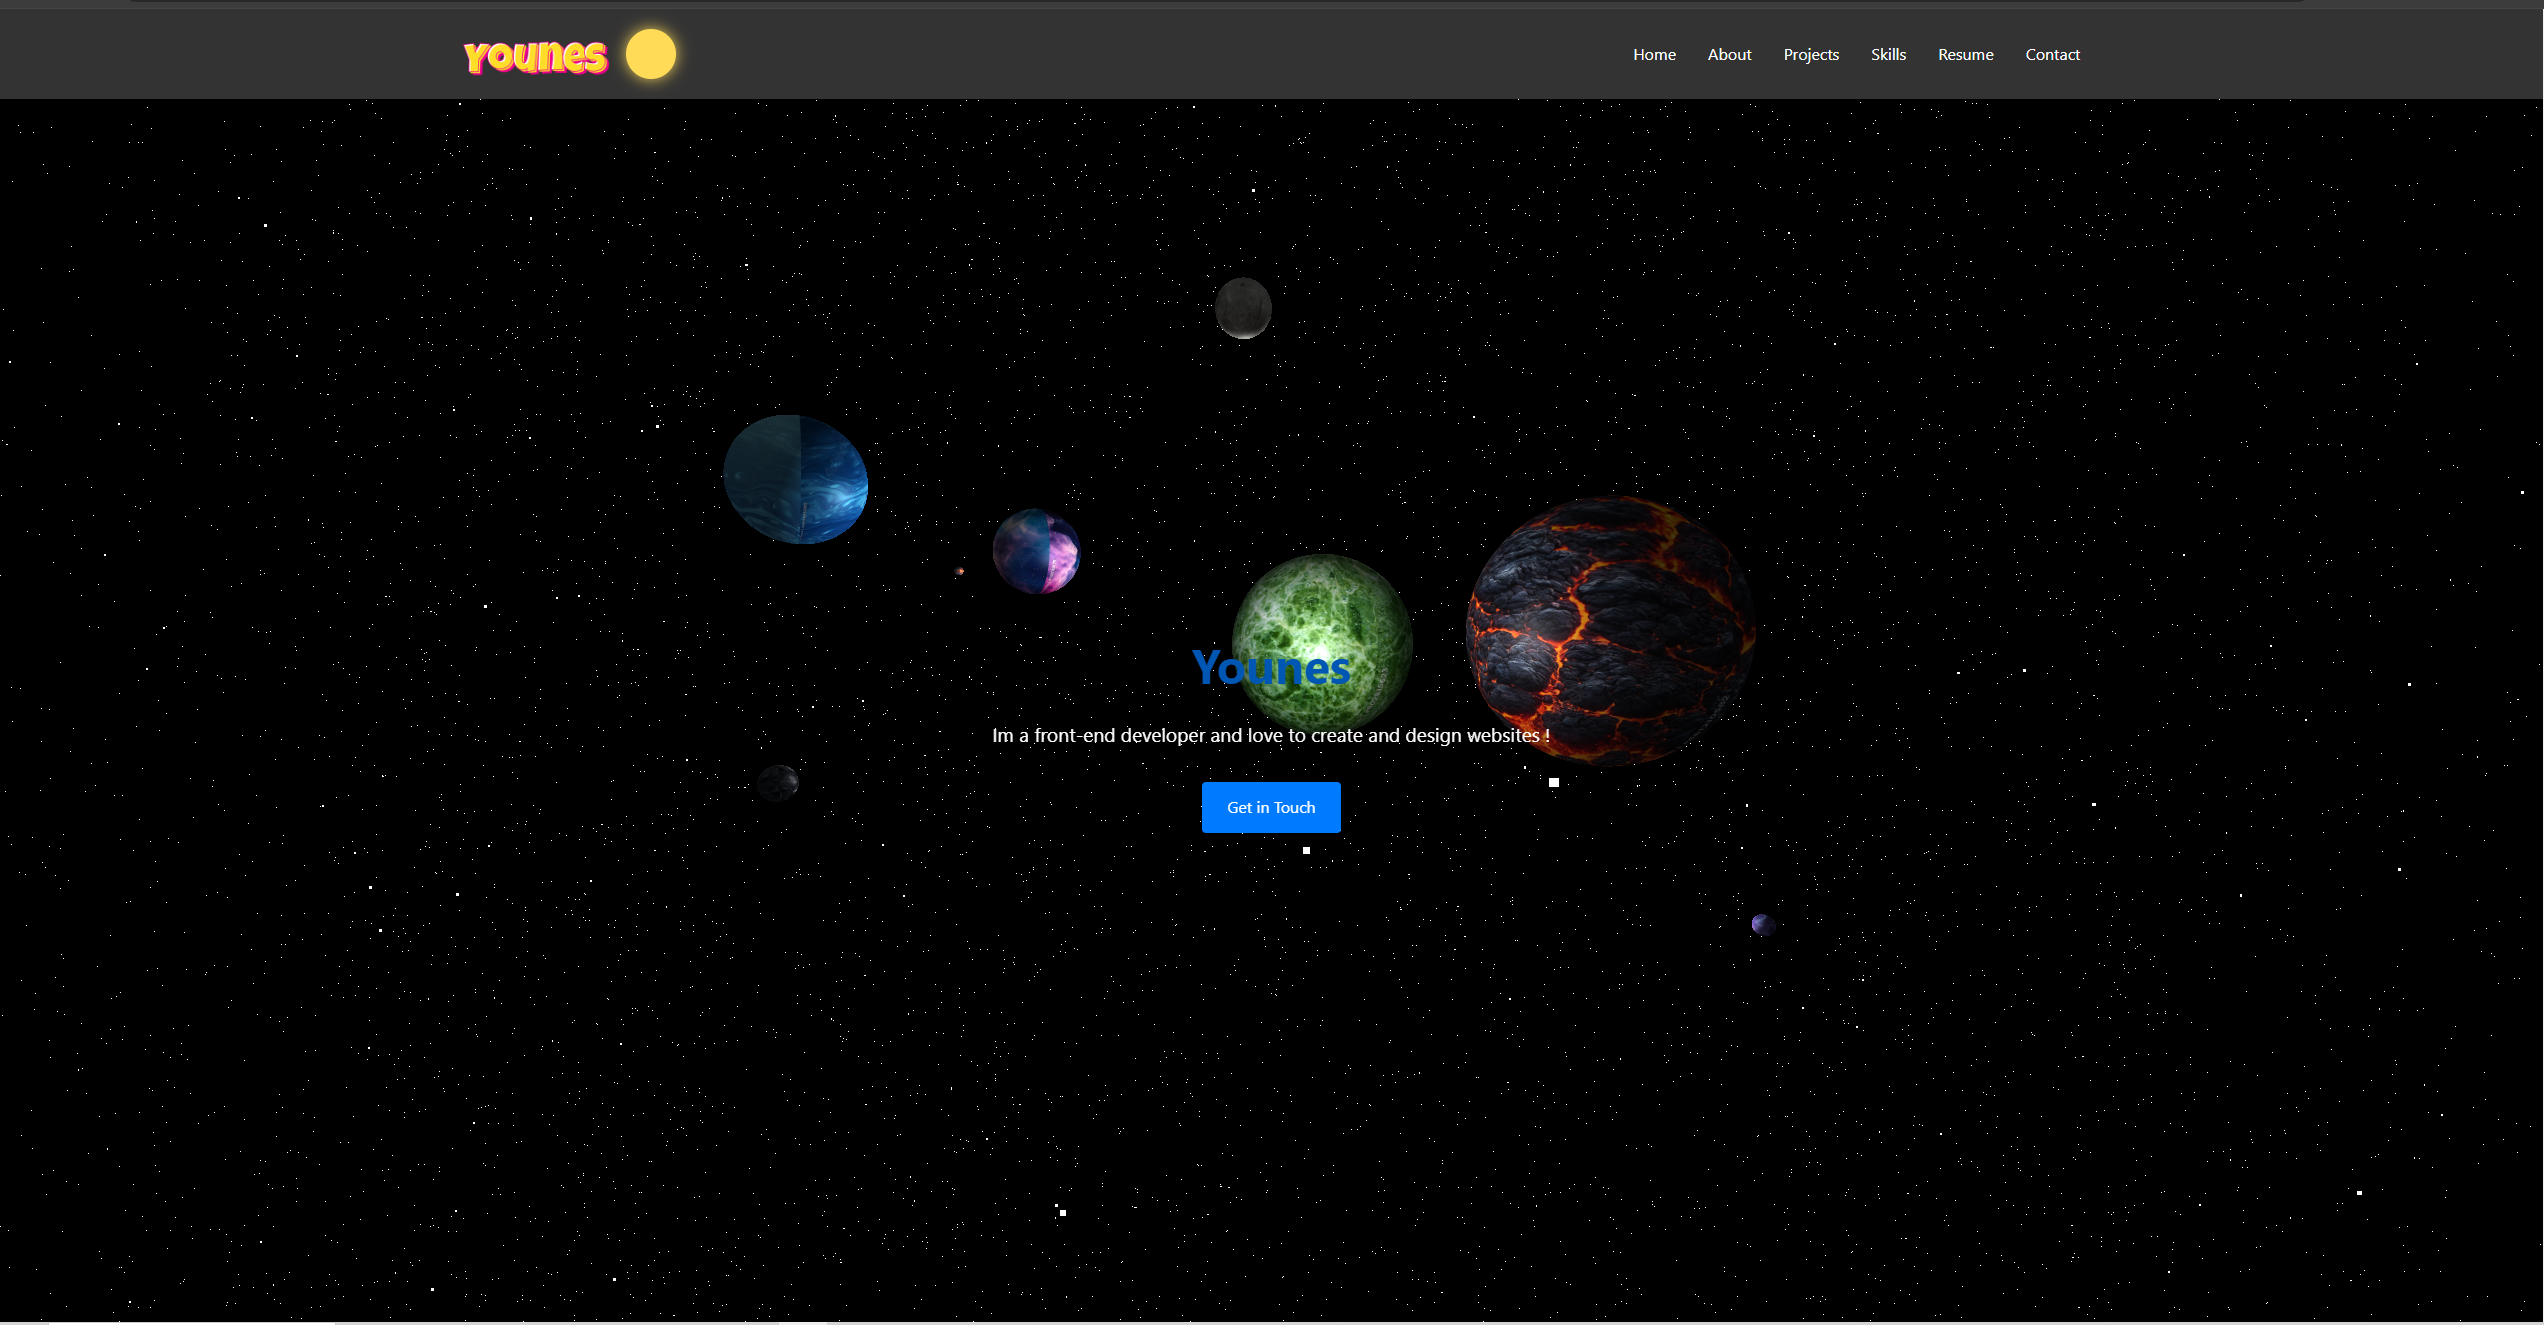 Younes
Home About Projects Skills Resume Contact
Younes
Im a front-end developer and love to create and design websites !
Get in Touch